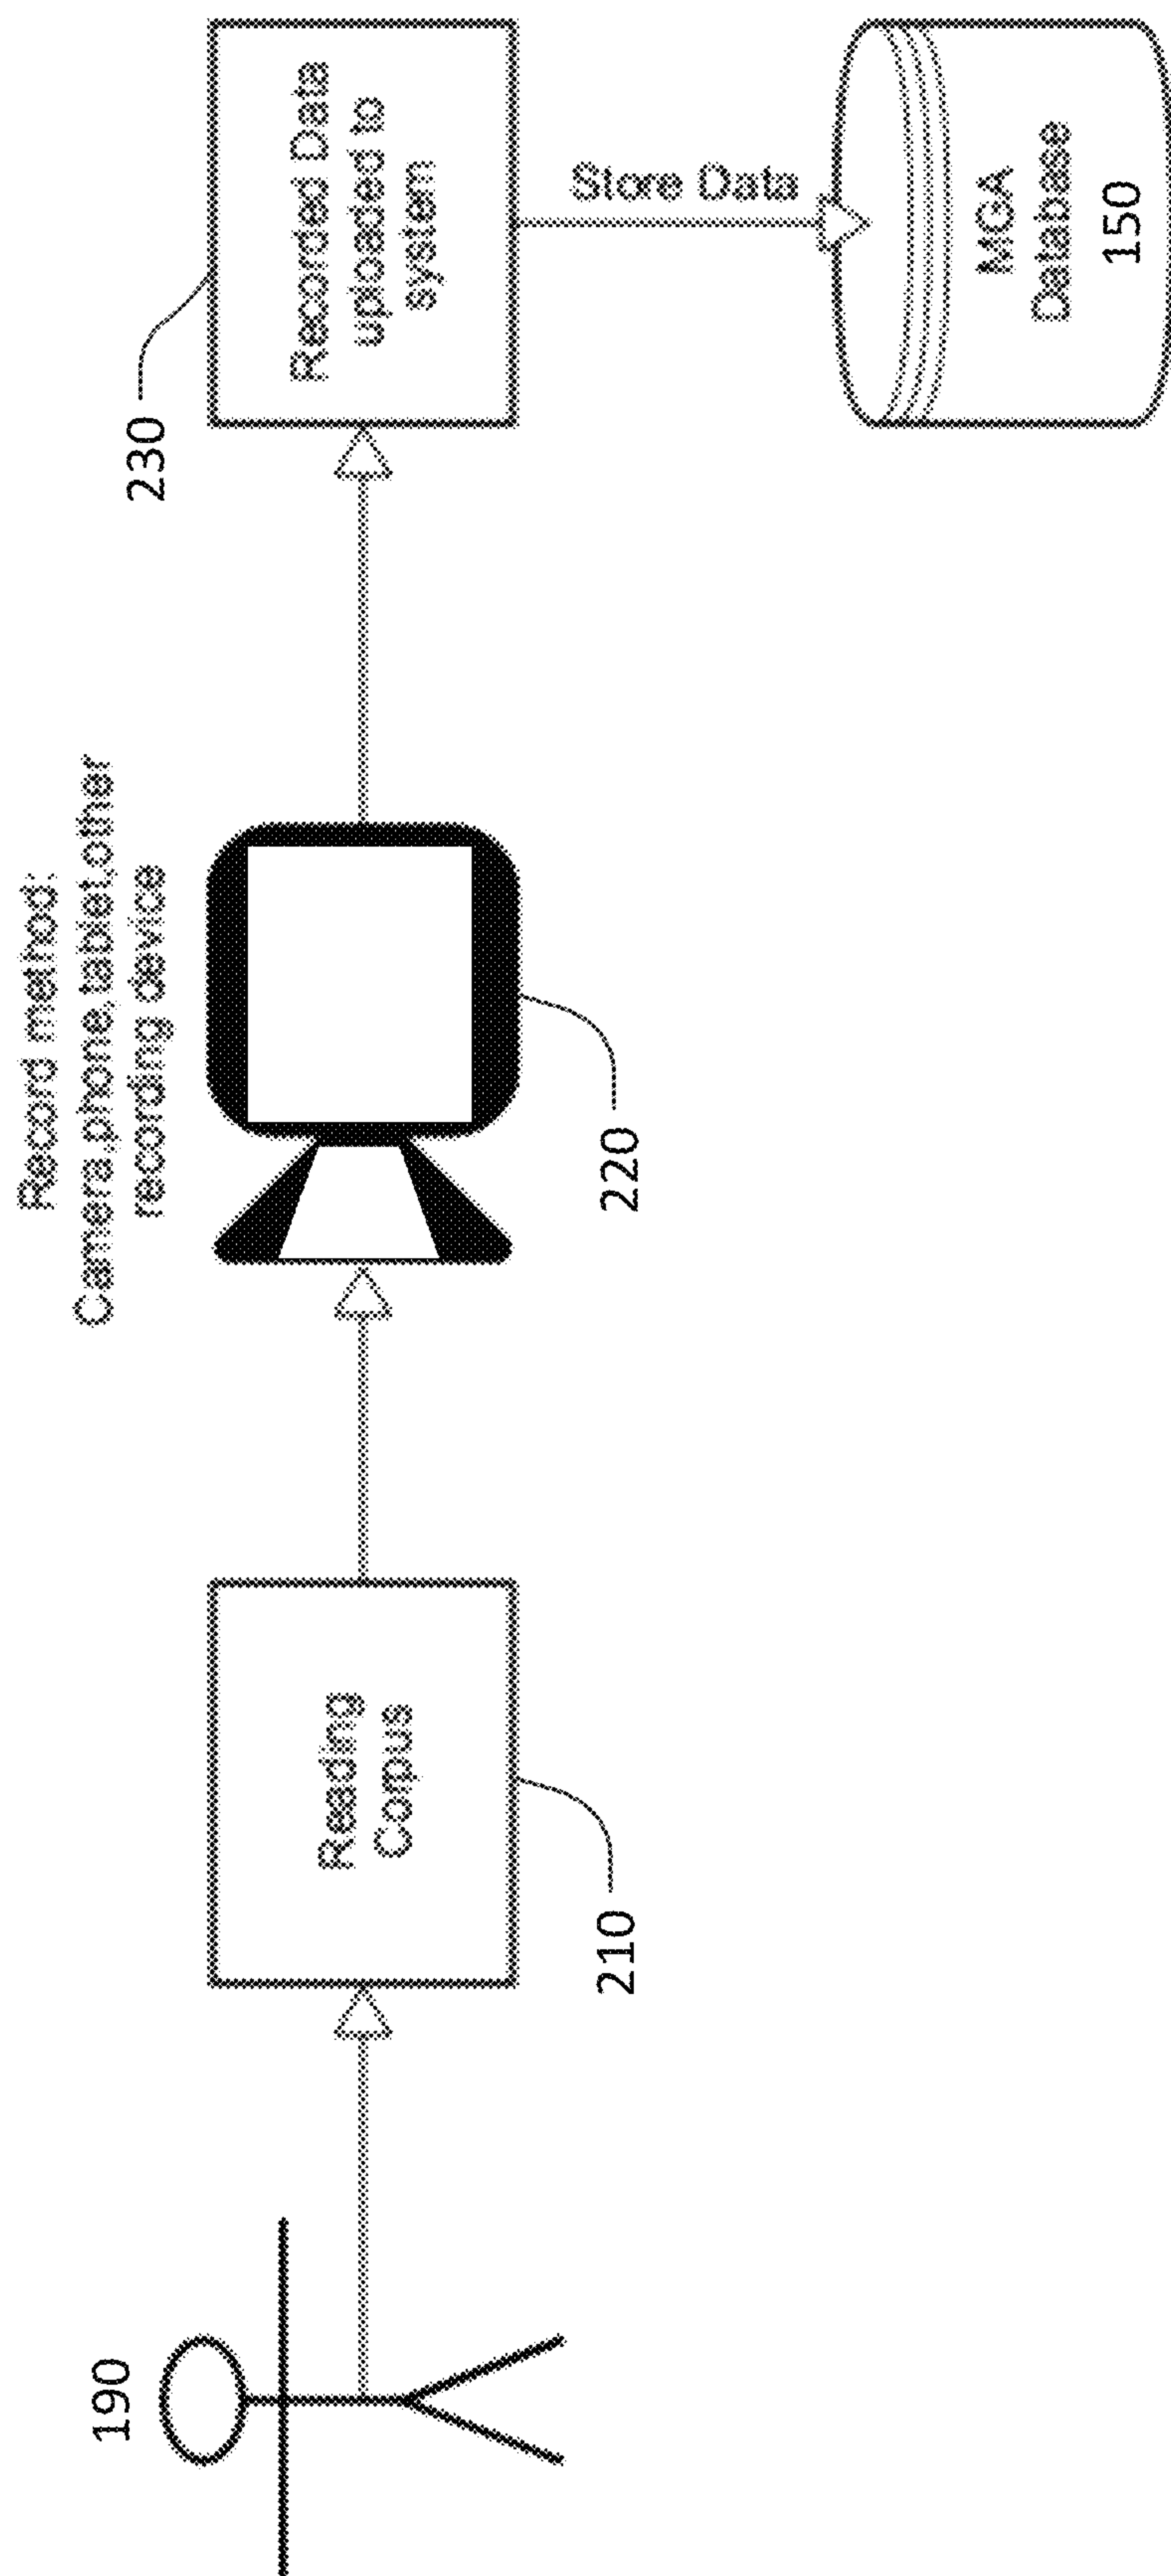 190
Reading
Corpus
210
Record method:
Camera,phone,tablet,other
recording device
220
230
Recorded Data
uploaded to
system
Store Data
MGA
Database
150